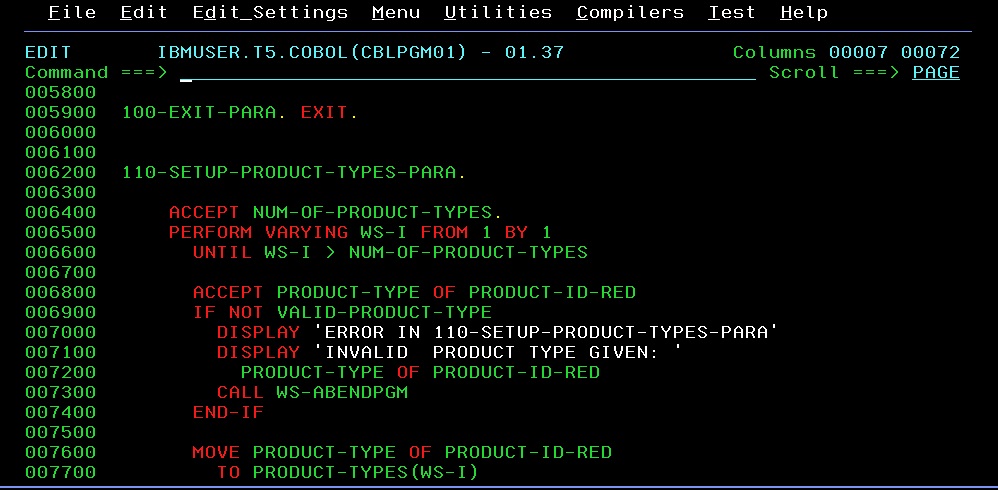 File Edit Edit_Settings Menu Utilities Compilers Test Help
EDIT IBMUSER.T5.COBOL(CBLPGM01) - 01.37 Columns 00007 00072
Command ===> Scroll ===> PAGE
005800
005900 100-EXIT-PARA. EXIT.
006000
006100
006200 110-SETUP-PRODUCT-TYPES-PARA.
006300
006400 ACCEPT NUM-OF-PRODUCT-TYPES.
006500 PERFORM VARYING WS-I FROM 1 BY 1
006600 UNTIL WS-I > NUM-OF-PRODUCT-TYPES
006700
006800 ACCEPT PRODUCT-TYPE OF PRODUCT-ID-RED
006900 IF NOT VALID-PRODUCT-TYPE
007000 DISPLAY 'ERROR IN 110-SETUP-PRODUCT-TYPES-PARA'
007100 DISPLAY 'INVALID  PRODUCT TYPE GIVEN: '
007200 PRODUCT-TYPE OF PRODUCT-ID-RED
007300 CALL WS-ABENDPGM
007400 END-IF
007500
007600 MOVE PRODUCT-TYPE OF PRODUCT-ID-RED
007700 TO PRODUCT-TYPES(WS-I)